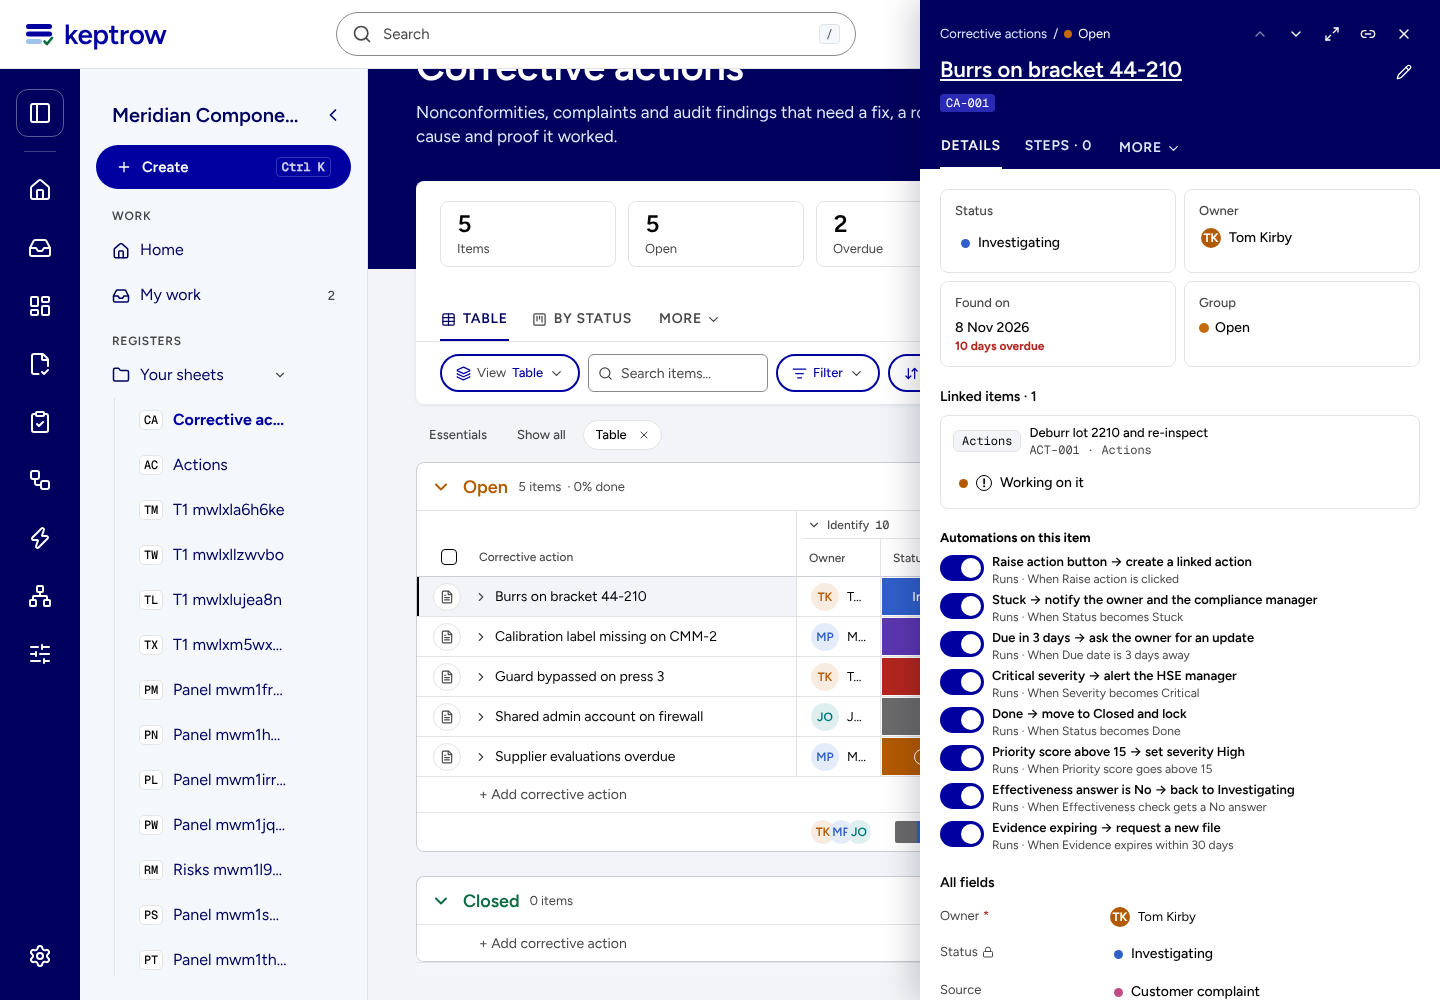 keptrow
Search
/
Meridian Compone...
Create
Ctrl K
WORK
Home
My work
2
REGISTERS
Your sheets
CA
Corrective ac...
AC
Actions
TM
T1 mwlxla6h6ke
TW
T1 mwlxllzwvbo
TL
T1 mwlxlujea8n
TX
T1 mwlxm5wx...
PM
Panel mwm1fr...
PN
Panel mwm1h...
PL
Panel mwm1irr...
PW
Panel mwm1jq...
RM
Risks mwm1l9...
PS
Panel mwm1s...
PT
Panel mwm1th...
Corrective actions
Nonconformities, complaints and audit findings that need a fix, a
cause and proof it worked.
5
Items
5
Open
2
Overdue
TABLE
BY STATUS
MORE
View Table
Search items...
Filter
Essentials
Show all
Table
Open
5 items · 0% done
Identify 10
Corrective action
Owner
Burrs on bracket 44-210
TK
T...
Calibration label missing on CMM-2
MP
M...
Guard bypassed on press 3
TK
T...
Shared admin account on firewall
JO
J...
Supplier evaluations overdue
MP
M...
+ Add corrective action
TK
JO
Closed
0 items
+ Add corrective action
Corrective actions / Open
Burrs on bracket 44-210
CA-001
DETAILS
STEPS · 0
MORE
Status
Investigating
Owner
TK
Tom Kirby
Found on
8 Nov 2026
10 days overdue
Group
Open
Linked items · 1
Actions
Deburr lot 2210 and re-inspect
ACT-001 · Actions
Working on it
Automations on this item
Raise action button → create a linked action
Runs · When Raise action is clicked
Stuck → notify the owner and the compliance manager
Runs · When Status becomes Stuck
Due in 3 days → ask the owner for an update
Runs · When Due date is 3 days away
Critical severity → alert the HSE manager
Runs · When Severity becomes Critical
Done → move to Closed and lock
Runs · When Status becomes Done
Priority score above 15 → set severity High
Runs · When Priority score goes above 15
Effectiveness answer is No → back to Investigating
Runs · When Effectiveness check gets a No answer
Evidence expiring → request a new file
Runs · When Evidence expires within 30 days
All fields
Owner *
TK
Tom Kirby
Status
Investigating
Source
Customer complaint